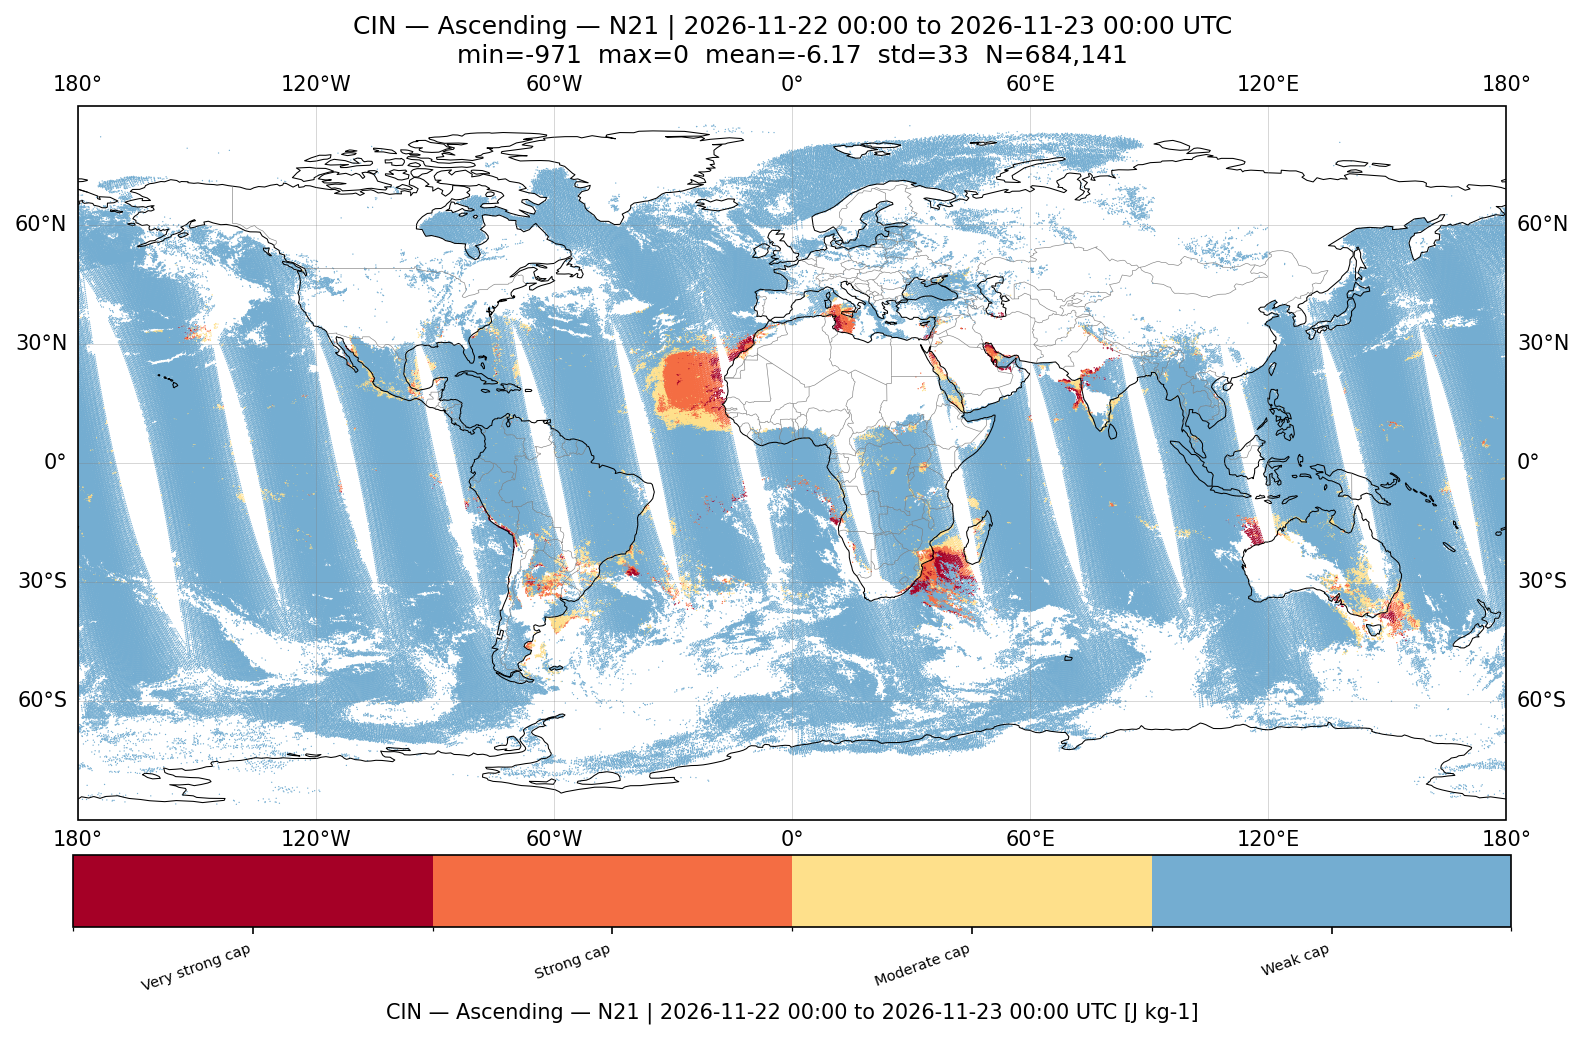 CIN — Ascending — N21 | 2026-11-22 00:00 to 2026-11-23 00:00 UTC
min=-971  max=0  mean=-6.17  std=33  N=684,141
180° 120°W 60°W 0° 60°E 120°E 180°
60°N 60°N
30°N 30°N
0° 0°
30°S 30°S
60°S 60°S
180° 120°W 60°W 0° 60°E 120°E 180°
Very strong cap Strong cap Moderate cap Weak cap
CIN — Ascending — N21 | 2026-11-22 00:00 to 2026-11-23 00:00 UTC [J kg-1]